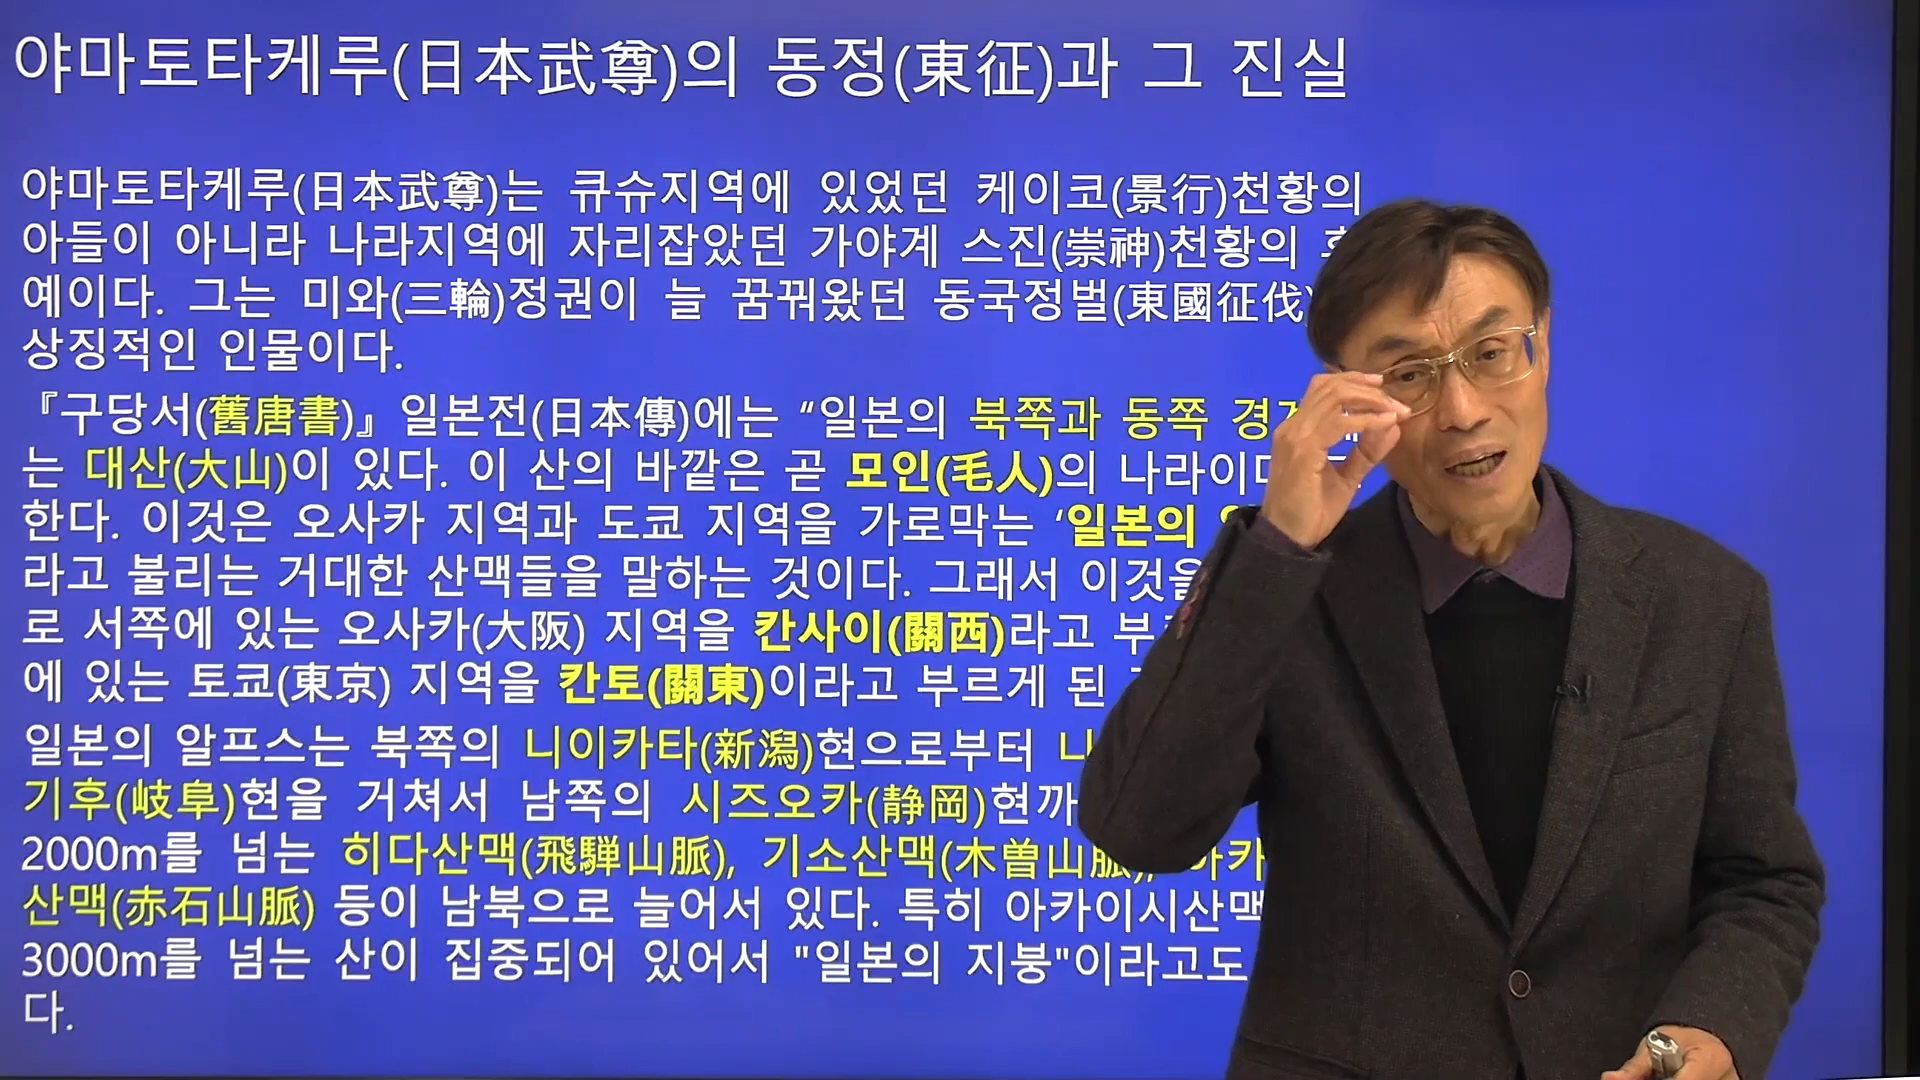 야마토타케루(日本武尊)의 동정(東征)과 그 진실
야마토타케루(日本武尊)는 큐슈지역에 있었던 케이코(景行)천황의
아들이 아니라 나라지역에 자리잡았던 가야계 스진(崇神)천황의
예이다. 그는 미와(三輪)정권이 늘 꿈꿔왔던 동국정벌(東國征伐)
상징적인 인물이다.
『구당서(舊唐書)』 일본전(日本傳)에는 “일본의 북쪽과 동쪽
는 대산(大山)이 있다. 이 산의 바깥은 곧 모인(毛人)의
한다. 이것은 오사카 지역과 도쿄 지역을 가로막는 ‘일본의
라고 불리는 거대한 산맥들을 말하는 것이다. 그래서 이것을
로 서쪽에 있는 오사카(大阪) 지역을 칸사이(關西)라고
에 있는 토쿄(東京) 지역을 칸토(關東)이라고 부르게 된
일본의 알프스는 북쪽의 니이카타(新潟)현으로부터
기후(岐阜)현을 거쳐서 남쪽의 시즈오카(静岡)현까
2000m를 넘는 히다산맥(飛騨山脈), 기소산맥(木曽山脈),
산맥(赤石山脈) 등이 남북으로 늘어서 있다. 특히 아카이시산맥
3000m를 넘는 산이 집중되어 있어서 "일본의 지붕"이라고도
다.